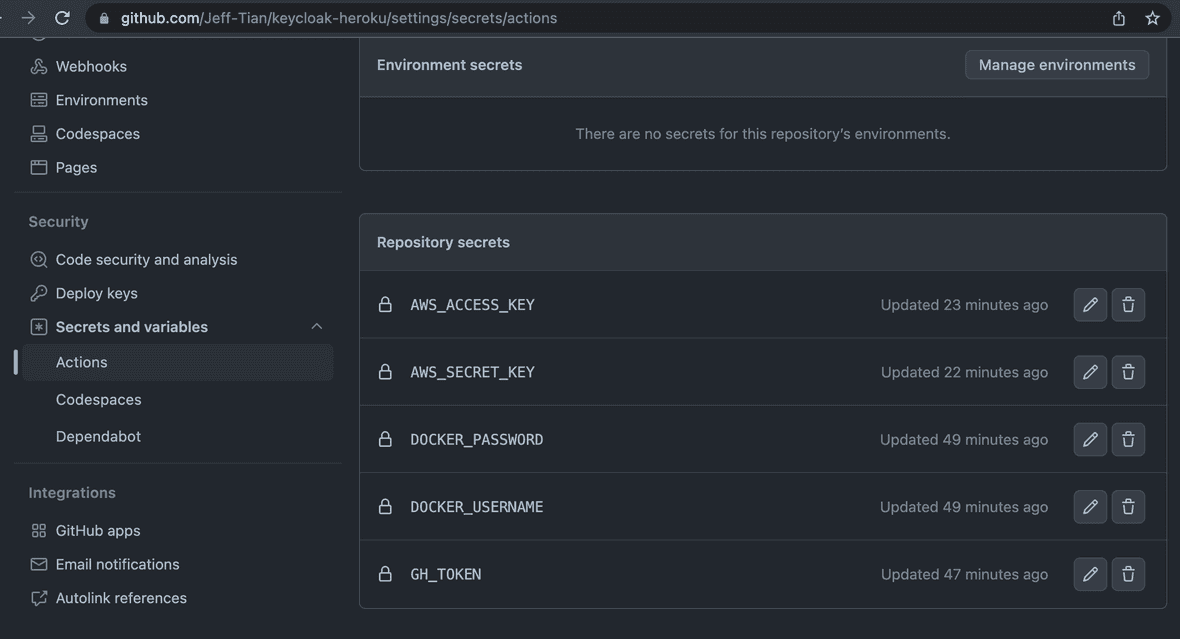 github.com/Jeff-Tian/keycloak-heroku/settings/secrets/actions
Webhooks
Environments
Codespaces
Pages
Security
Code security and analysis
Deploy keys
Secrets and variables
Actions
Codespaces
Dependabot
Integrations
GitHub apps
Email notifications
Autolink references
Environment secrets
Manage environments
There are no secrets for this repository's environments.
Repository secrets
AWS_ACCESS_KEY Updated 23 minutes ago
AWS_SECRET_KEY Updated 22 minutes ago
DOCKER_PASSWORD Updated 49 minutes ago
DOCKER_USERNAME Updated 49 minutes ago
GH_TOKEN Updated 47 minutes ago